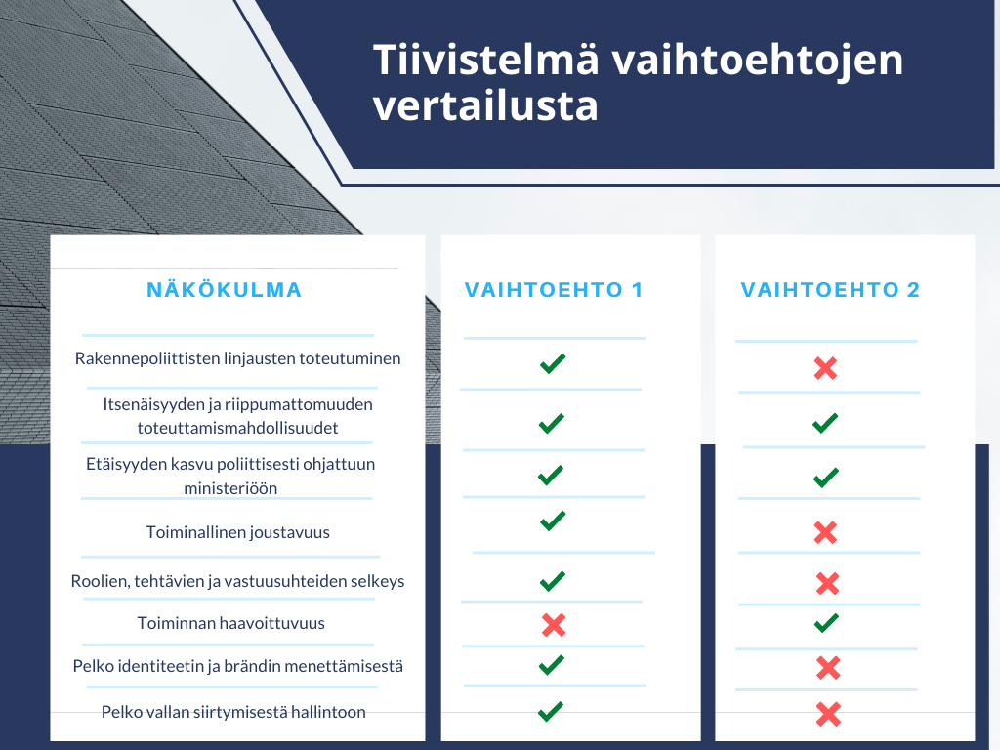 Tiivistelmä vaihtoehtojen
vertailusta
NÄKÖKULMA
VAIHTOEHTO 1
VAIHTOEHTO 2
Rakennepoliittisten linjausten toteutuminen
Itsenäisyyden ja riippumattomuuden
toteuttamismahdollisuudet
Etäisyyden kasvu poliittisesti ohjattuun
ministeriöön
Toiminallinen joustavuus
Roolien, tehtävien ja vastuusuhteiden selkeys
Toiminnan haavoittuvuus
Pelko identiteetin ja brändin menettämisestä
Pelko vallan siirtymisestä hallintoon